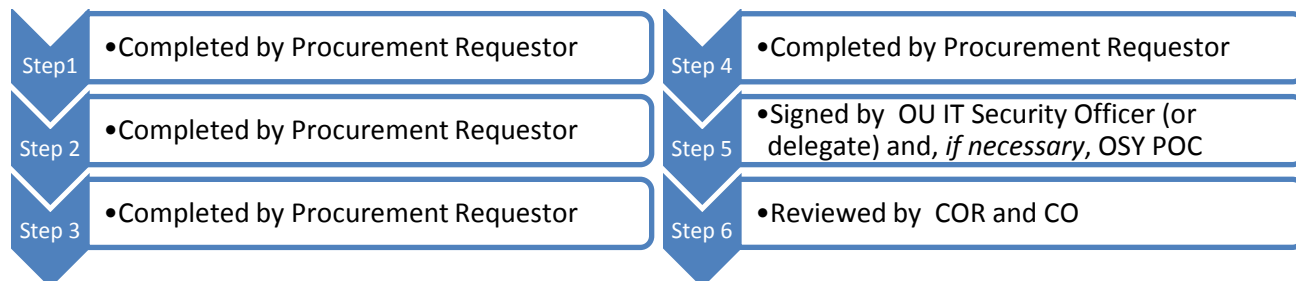 Step1
•Completed by Procurement Requestor
Step 2
•Completed by Procurement Requestor
Step 3
•Completed by Procurement Requestor
Step 4
•Completed by Procurement Requestor
Step 5
•Signed by OU IT Security Officer (or
delegate) and, if necessary, OSY POC
Step 6
•Reviewed by COR and CO